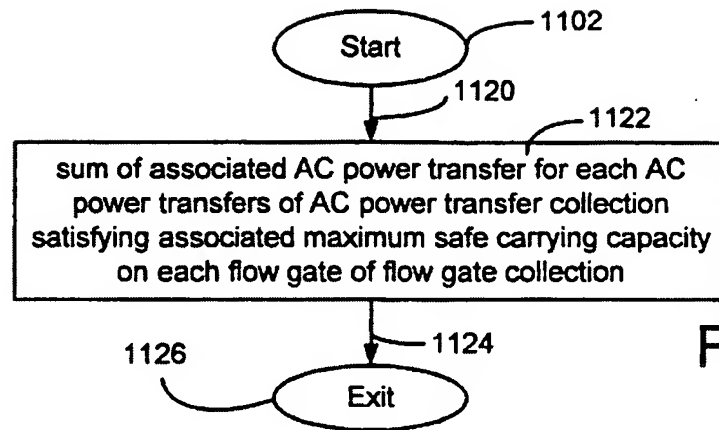 Start
1102
1120
1122
sum of associated AC power transfer for each AC
power transfers of AC power transfer collection
satisfying associated maximum safe carrying capacity
on each flow gate of flow gate collection
1124
F
1126
Exit